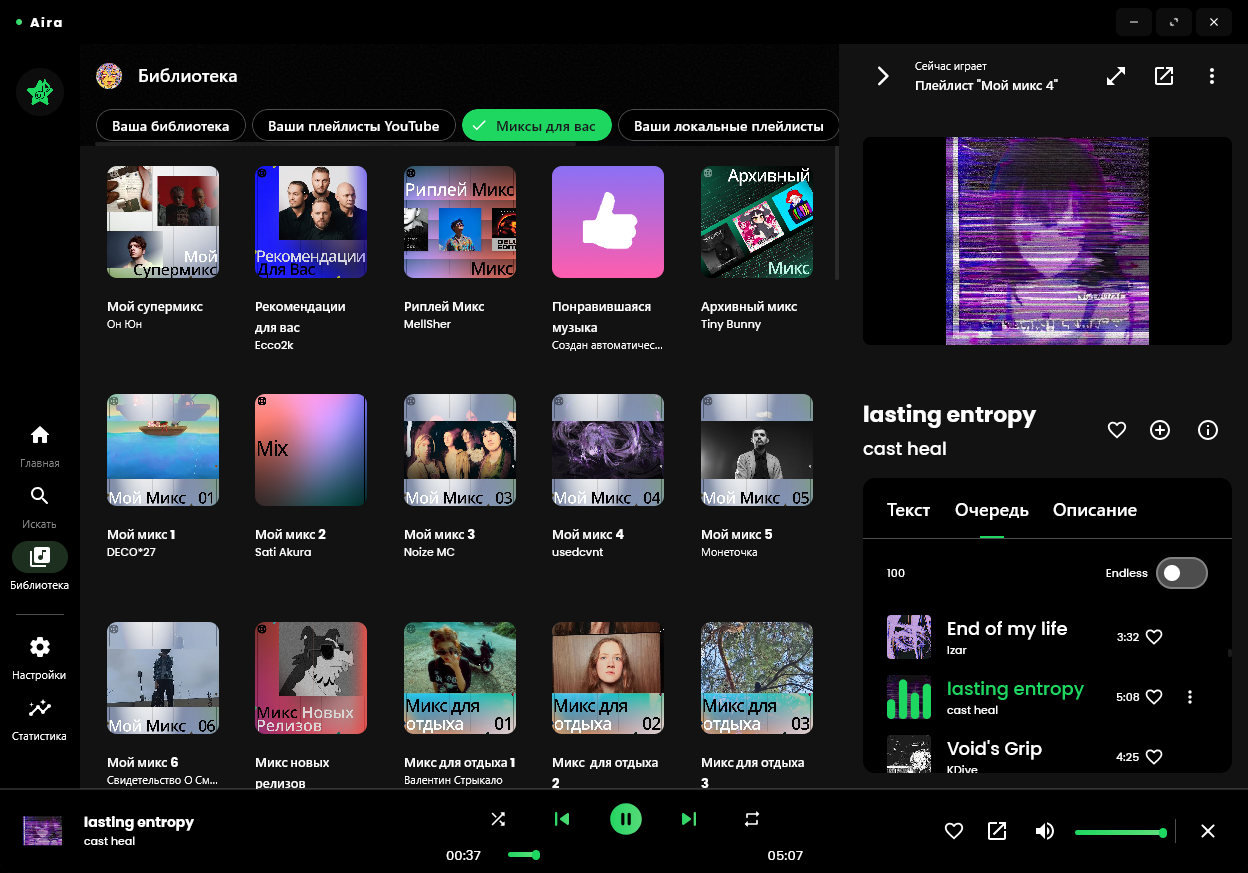 Aira
Библиотека
Ваша библиотека
Ваши плейлисты YouTube
Миксы для вас
Ваши локальные плейлисты
Мой
Супермикс
Рекомендации
Для Вас
Риплей Микс
Микс
Архивный
Микс
Мой супермикс
Он Юн
Рекомендации
для вас
Ecco2k
Риплей Микс
MellSher
Понравившаяся
музыка
Создан автоматичес...
Архивный микс
Tiny Bunny
Мой Микс 01
Mix
Мой Микс 03
Мой Микс 04
Мой Микс 05
Мой микс 1
DECO*27
Мой микс 2
Sati Akura
Мой микс 3
Noize MC
Мой микс 4
usedcvnt
Мой микс 5
Монеточка
Мой Микс 06
Микс Новых
Релизов
Микс для
отдыха 01
Микс для
отдыха 02
Микс для
отдыха 03
Мой микс 6
Свидетельство О См...
Микс новых
релизов
Микс для отдыха 1
Валентин Стрыкало
Микс для отдыха
2
Микс для отдыха
3
Главная
Искать
Библиотека
Настройки
Статистика
Сейчас играет
Плейлист "Мой микс 4"
lasting entropy
cast heal
Текст
Очередь
Описание
100
Endless
End of my life
Izar
3:32
lasting entropy
cast heal
5:08
Void's Grip
KDive
4:25
lasting entropy
cast heal
00:37
05:07